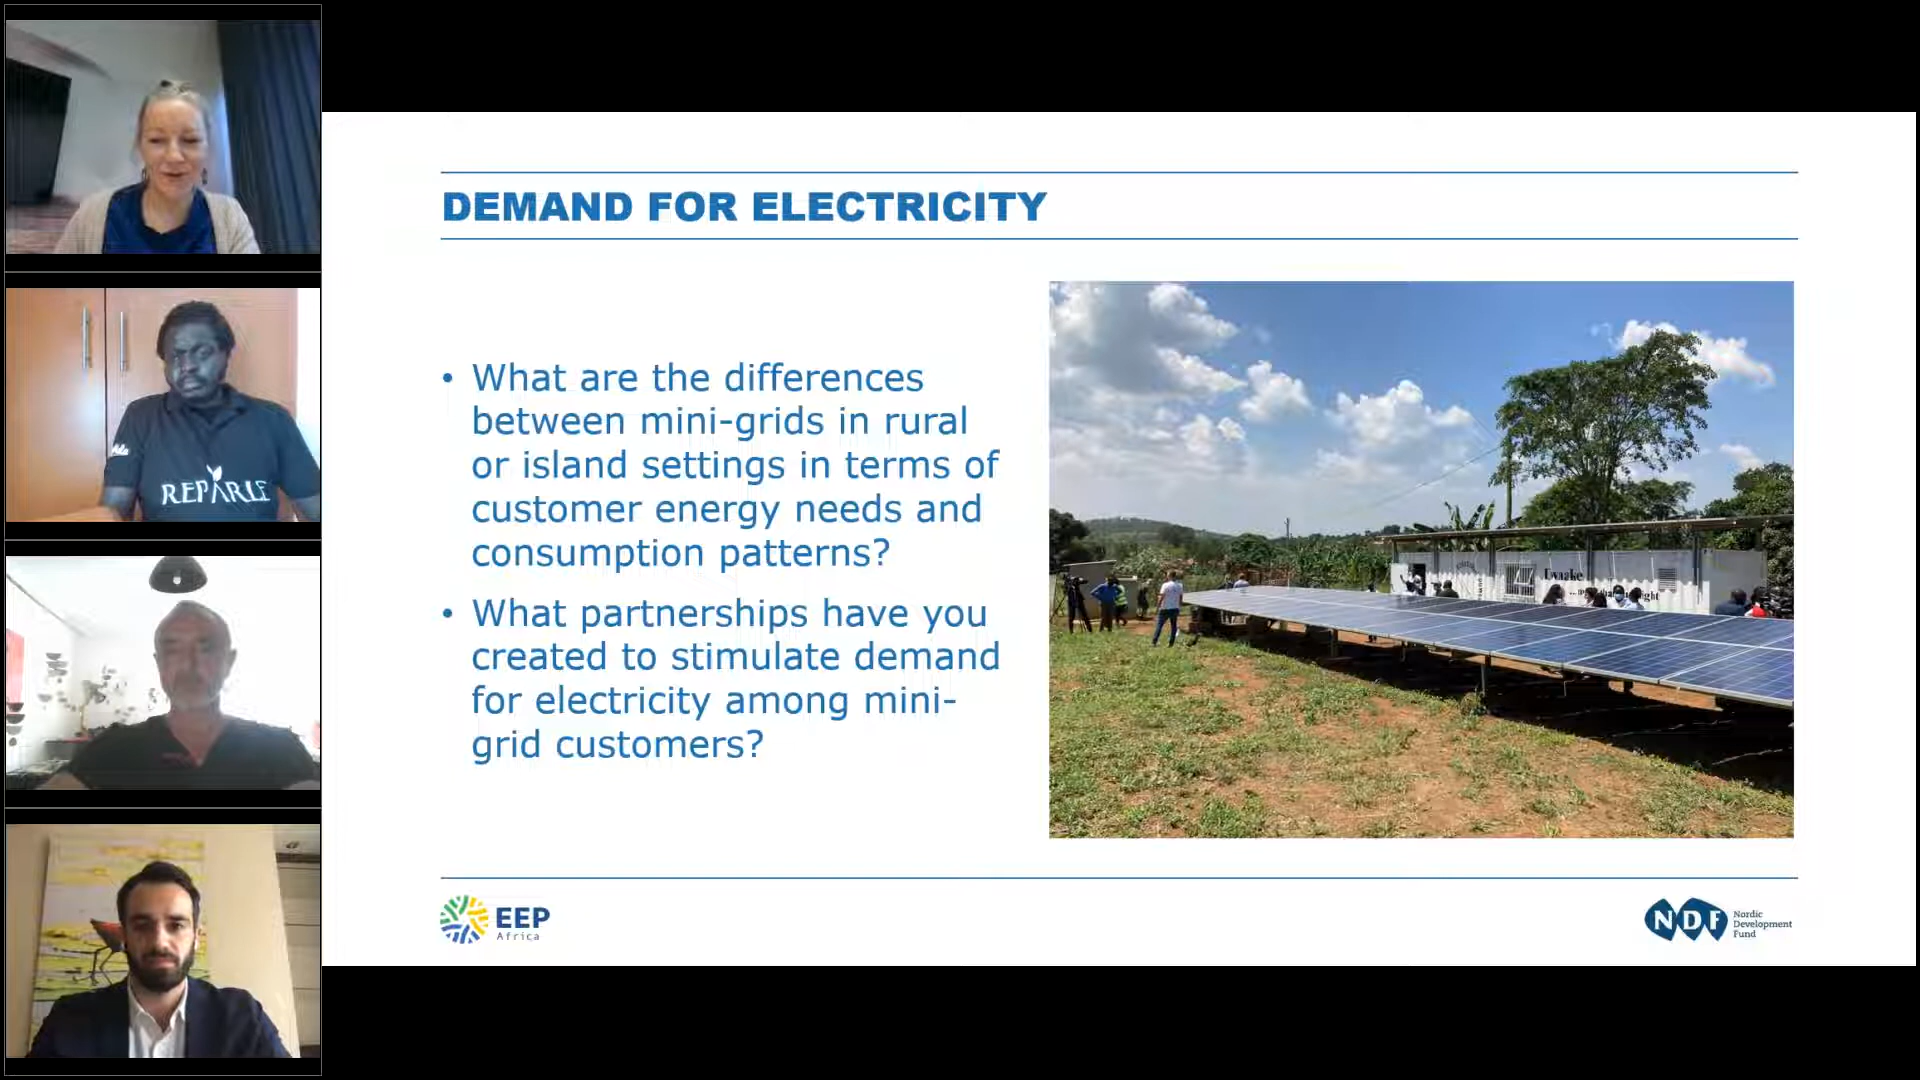 DEMAND FOR ELECTRICITY
• What are the differences
between mini-grids in rural
or island settings in terms of
customer energy needs and
consumption patterns?
• What partnerships have you
created to stimulate demand
for electricity among mini-
grid customers?
REPARLE
EEP
Africa
NDF
Nordic
Development
Fund